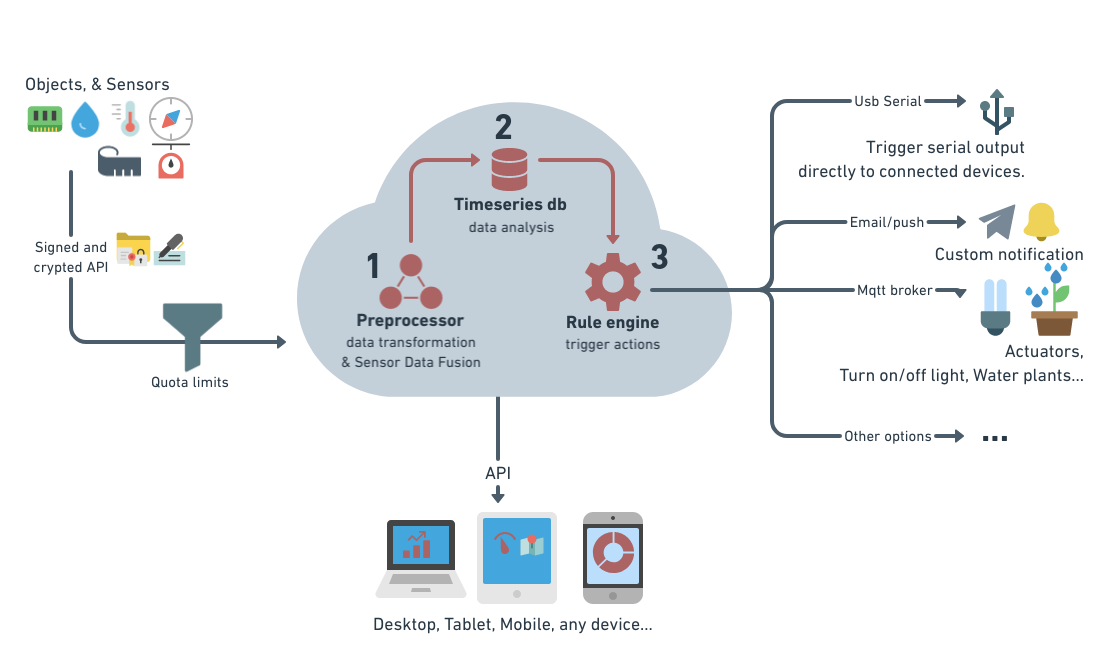 Objects, & Sensors
Signed and
crypted API
Quota limits
1
Preprocessor
data transformation
& Sensor Data Fusion
2
Timeseries db
data analysis
3
Rule engine
trigger actions
API
Desktop, Tablet, Mobile, any device...
Usb Serial
Trigger serial output
directly to connected devices.
Email/push
Custom notification
Mqtt broker
Actuators,
Turn on/off light, Water plants...
Other options
...